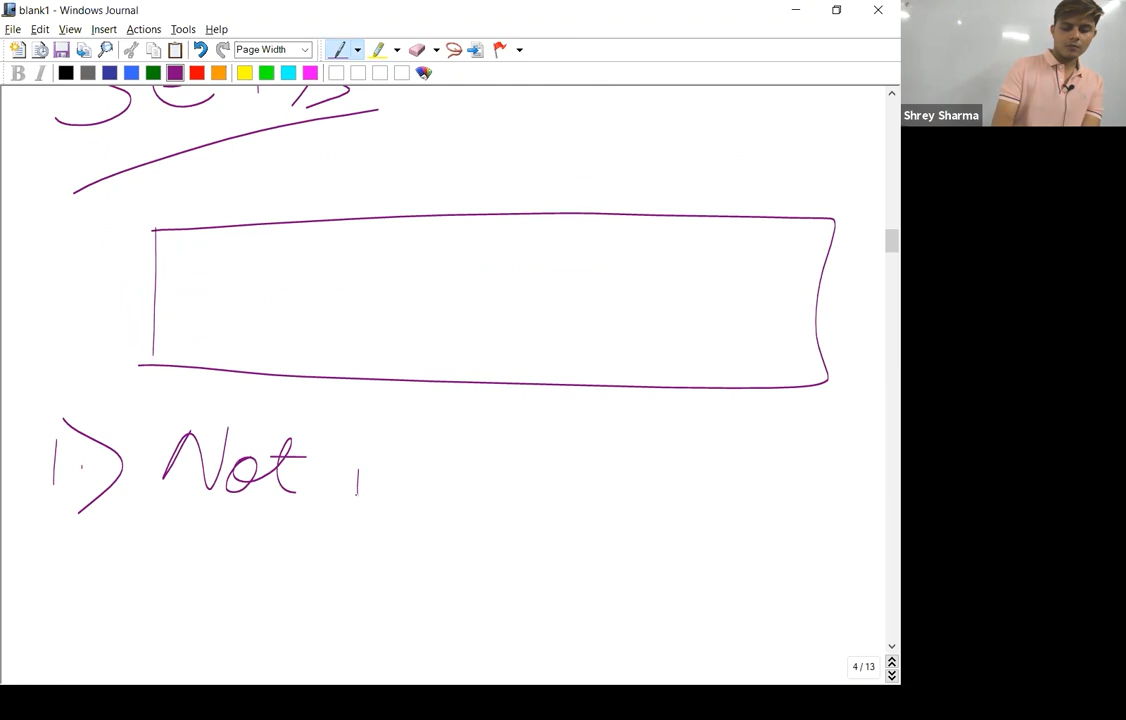 blank1 - Windows Journal
File Edit View Insert Actions Tools Help
Page Width
B I
Shrey Sharma
1.) Not
4 / 13